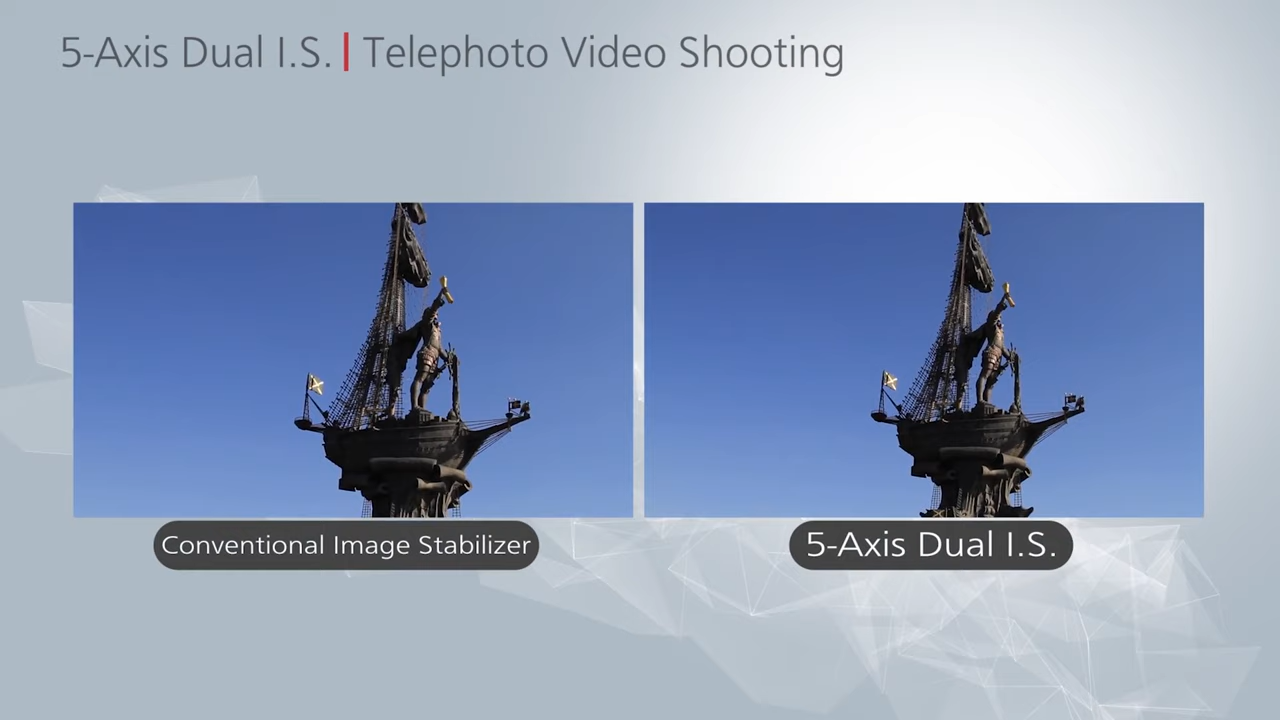 5-Axis Dual I.S. | Telephoto Video Shooting
Conventional Image Stabilizer
5-Axis Dual I.S.